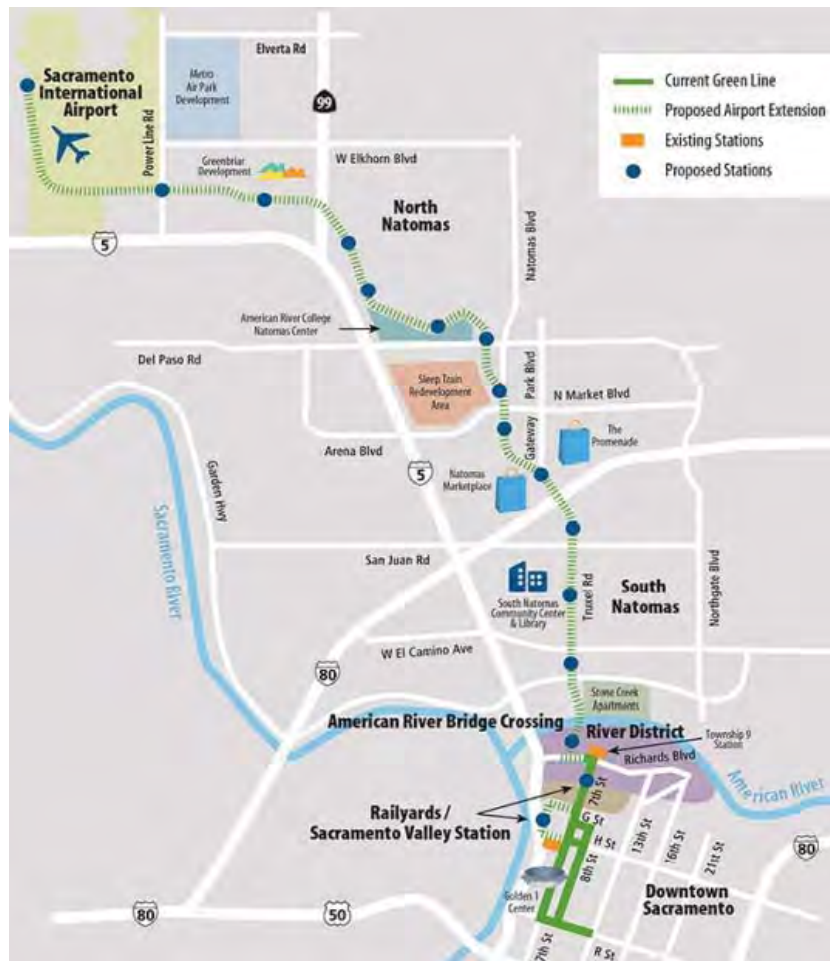 Elverta Rd
Sacramento
International
Airport
Metro
Air Park
Development
99
Power Line Rd
Current Green Line
Proposed Airport Extension
Existing Stations
Proposed Stations
Greenbriar
Development
W Elkhorn Blvd
North
Natomas
Natomas Blvd
5
American River College
Natomas Center
Del Paso Rd
Sleep Train
Redevelopment
Area
Park Blvd
N Market Blvd
Gateway
The
Promenade
Arena Blvd
5
Natomas
Marketplace
Garden Hwy
Sacramento River
San Juan Rd
Truxel Rd
South
Natomas
Northgate Blvd
South Natomas
Community Center
& Library
W El Camino Ave
80
Stone Creek
Apartments
American River Bridge Crossing
River District
Township 9
Station
Richards Blvd
American River
7th St
Railyards /
Sacramento Valley Station
G St
H St
13th St
16th St
21st St
80
8th St
Golden 1
Center
Downtown
Sacramento
80
50
7th St
R St